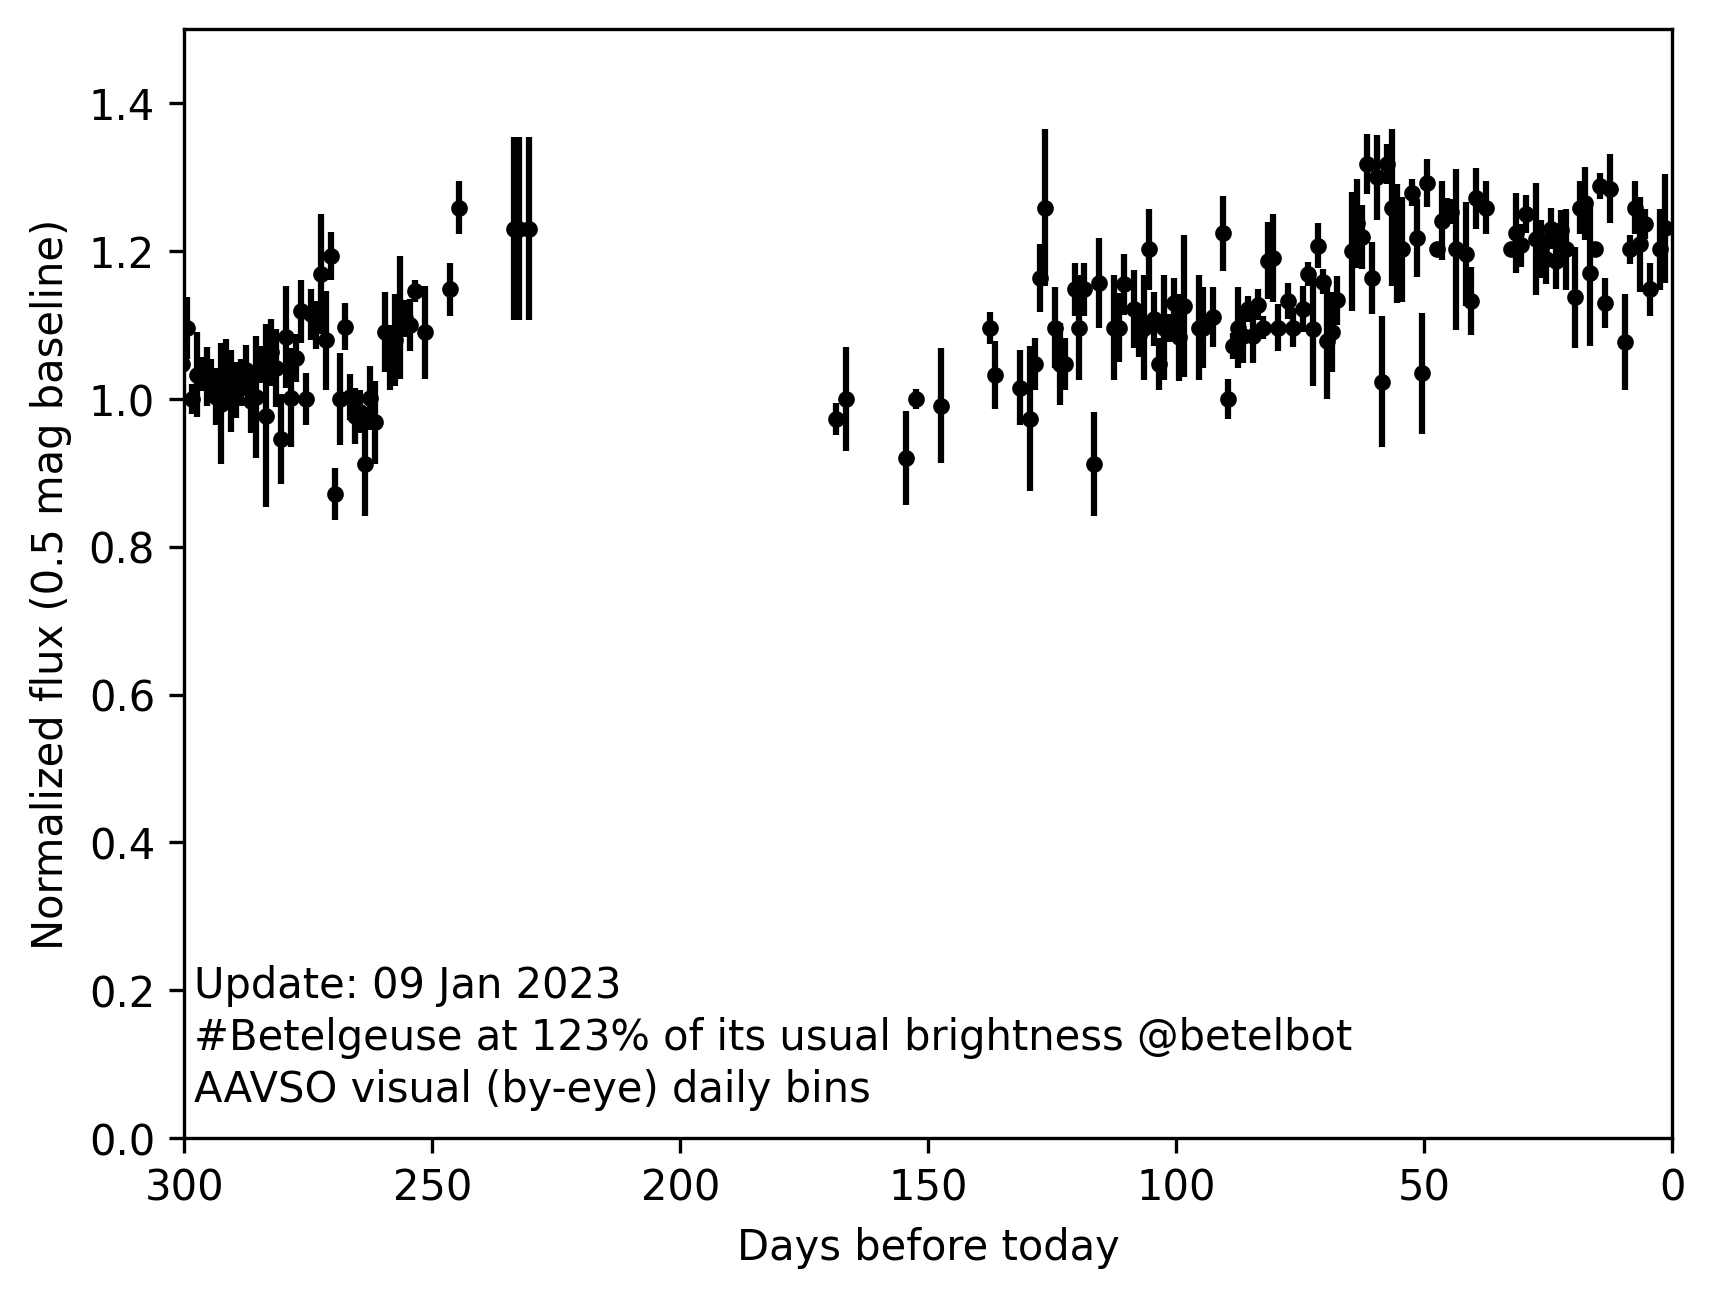 1.4
1.2
1.0
0.8
0.6
0.4
0.2
0.0
Normalized flux (0.5 mag baseline)
Update: 09 Jan 2023
#Betelgeuse at 123% of its usual brightness @betelbot
AAVSO visual (by-eye) daily bins
300 250 200 150 100 50 0
Days before today